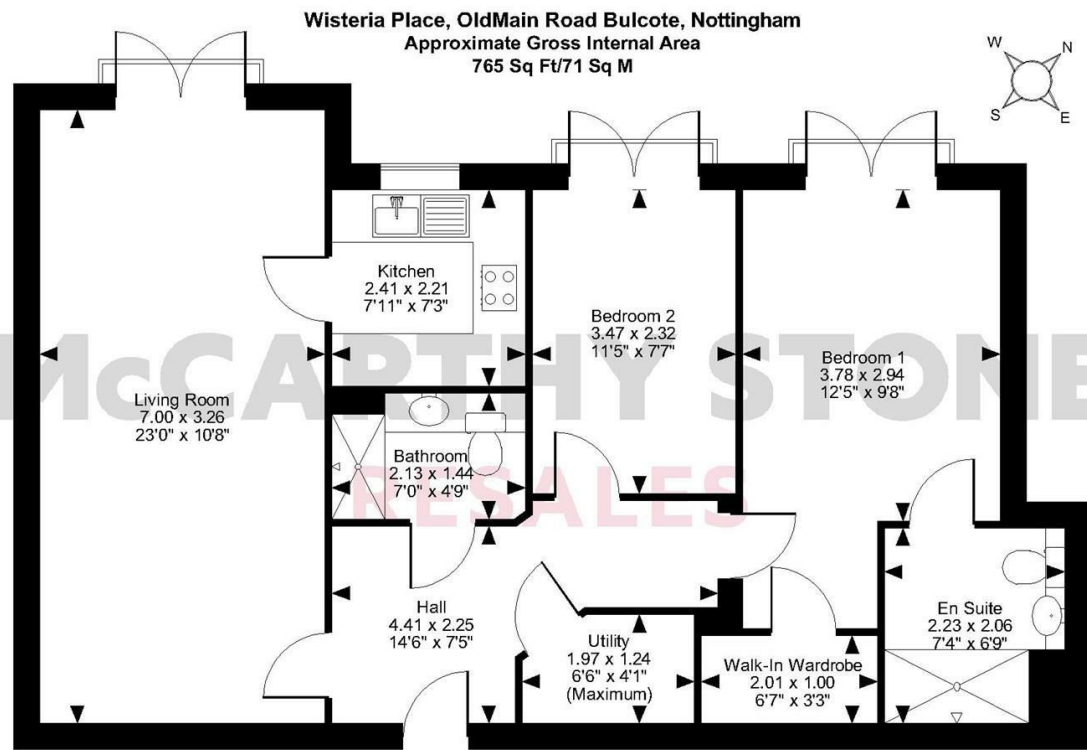 Wisteria Place, OldMain Road Bulcote, Nottingham
Approximate Gross Internal Area
765 Sq Ft/71 Sq M
W
N
S
E
Kitchen
2.41 x 2.21
7'11" x 7'3"
Bedroom 2
3.47 x 2.32
11'5" x 7'7"
Bedroom 1
3.78 x 2.94
12'5" x 9'8"
McCARTHY STONE
RESALES
Living Room
7.00 x 3.26
23'0" x 10'8"
Bathroom
2.13 x 1.44
7'0" x 4'9"
Hall
4.41 x 2.25
14'6" x 7'5"
Utility
1.97 x 1.24
6'6" x 4'1"
(Maximum)
Walk-In Wardrobe
2.01 x 1.00
6'7" x 3'3"
En Suite
2.23 x 2.06
7'4" x 6'9"